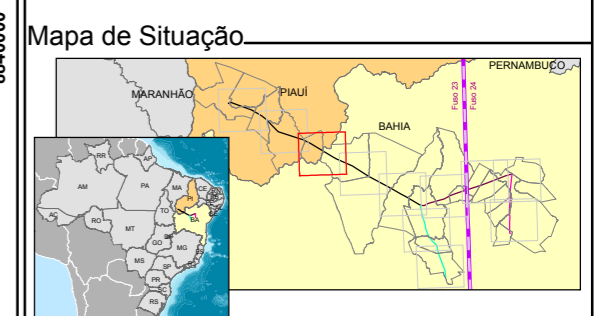 Mapa de Situação
PERNAMBUCO
MARANHÃO
PIAUÍ
BAHIA
Fuso 23
Fuso 24
RR
AP
AM
PA
MA
CE
PI
AC
RO
TO
BA
MT
GO
MG
ES
MS
SP
PR
SC
RS